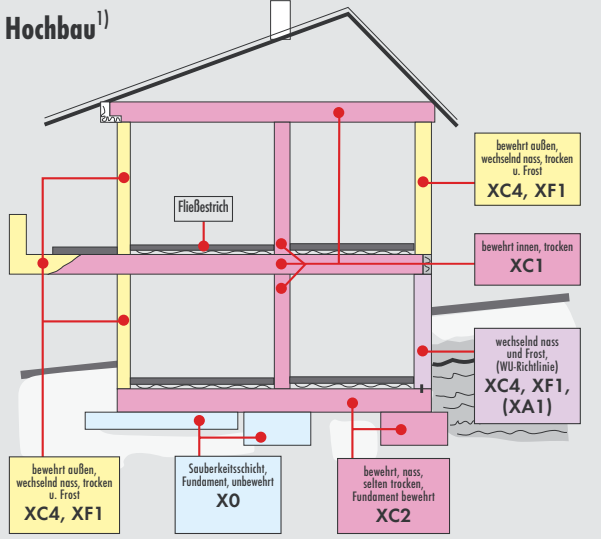 Hochbau1)
bewehrt außen,
wechselnd nass, trocken
u. Frost
XC4, XF1
Fließestrich
bewehrt innen, trocken
XC1
wechselnd nass
und Frost,
(WU-Richtlinie)
XC4, XF1,
(XA1)
bewehrt außen,
wechselnd nass, trocken
u. Frost
XC4, XF1
Sauberkeitsschicht,
Fundament, unbewehrt
X0
bewehrt, nass,
selten trocken,
Fundament bewehrt
XC2